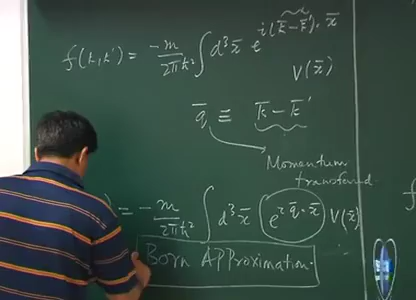 f(k,k') = -m/2πħ² ∫d³x̄ e^{i(k̄-k̄')·x̄} V(x̄)
q̄ ≡ k̄ - k̄'
Momentum
transferred.
) = -m/2πħ² ∫ d³x̄ e^{i q̄·x̄} V(x̄)
Born Approximation.